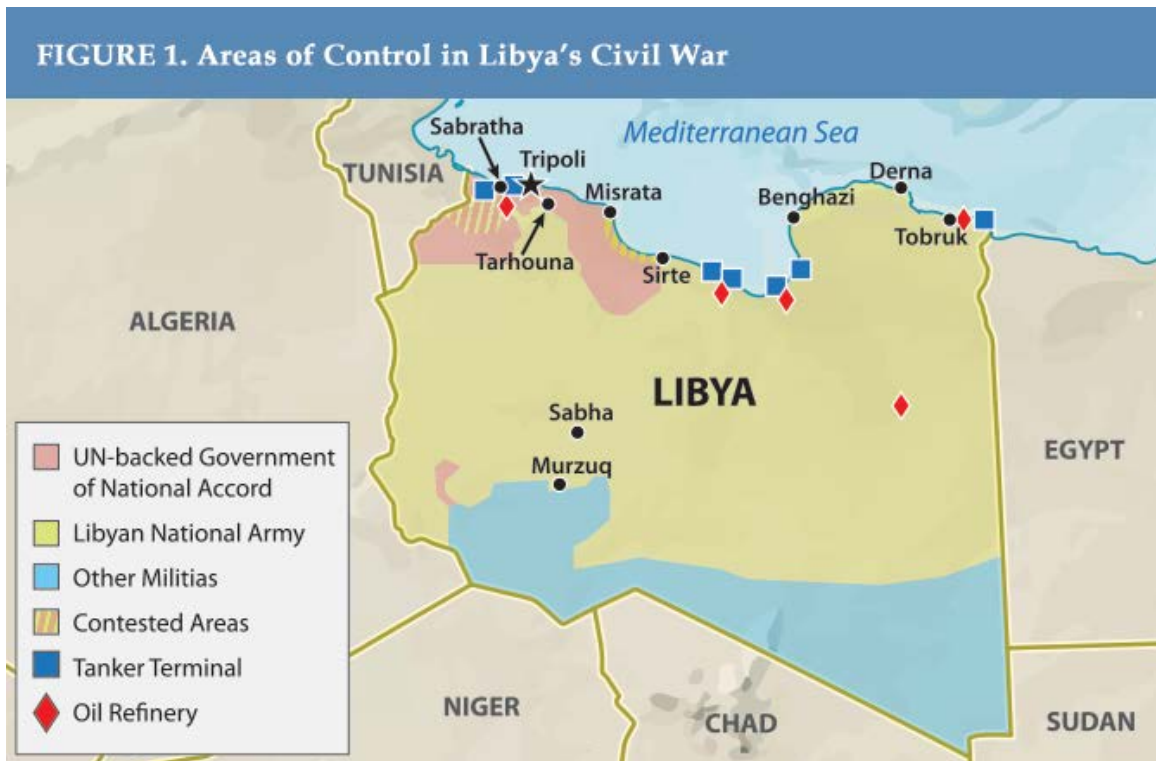 FIGURE 1. Areas of Control in Libya's Civil War
Mediterranean Sea
Sabratha
Tripoli
TUNISIA
Misrata
Derna
Benghazi
Tobruk
Tarhouna
Sirte
ALGERIA
LIBYA
Sabha
EGYPT
Murzuq
UN-backed Government
of National Accord
Libyan National Army
Other Militias
Contested Areas
Tanker Terminal
Oil Refinery
NIGER
CHAD
SUDAN